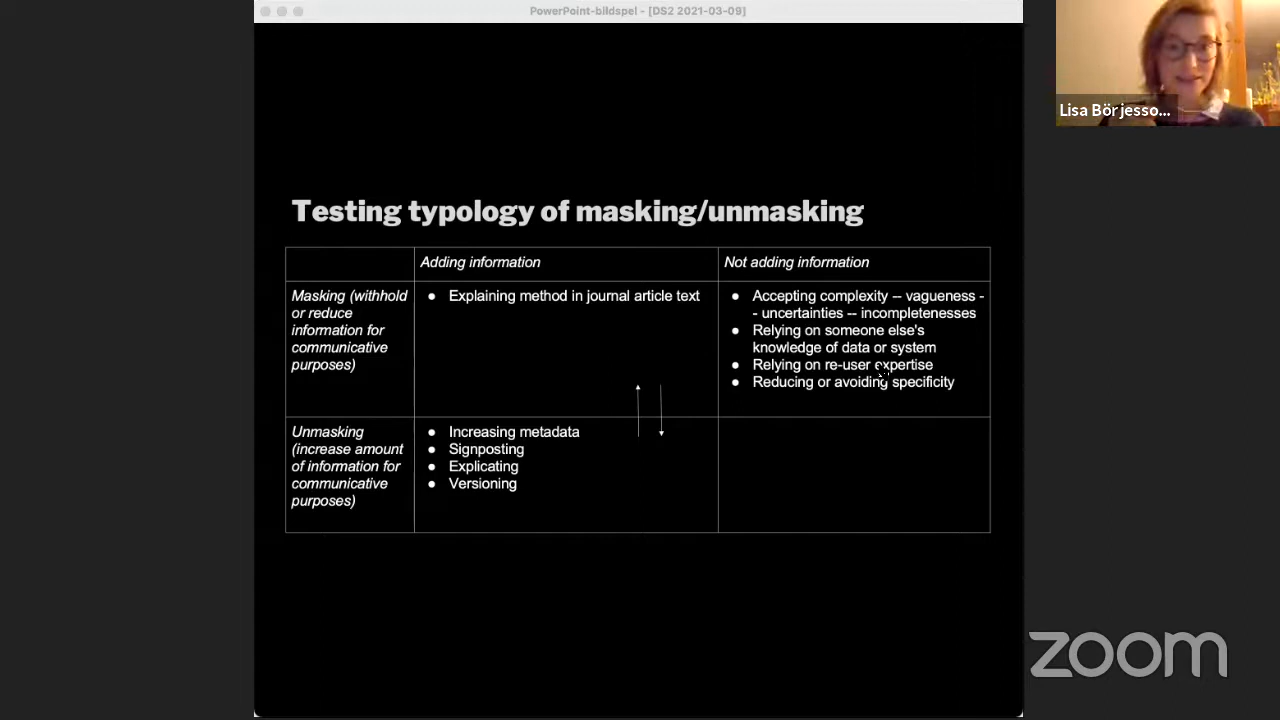 PowerPoint-bildspel - [DS2 2021-03-09]
Lisa Börjesso...
Testing typology of masking/unmasking
Adding information
Not adding information
Masking (withhold
or reduce
information for
communicative
purposes)
● Explaining method in journal article text
● Accepting complexity -- vagueness -
- uncertainties -- incompletenesses
● Relying on someone else's
knowledge of data or system
● Relying on re-user expertise
● Reducing or avoiding specificity
Unmasking
(increase amount
of information for
communicative
purposes)
● Increasing metadata
● Signposting
● Explicating
● Versioning
zoom